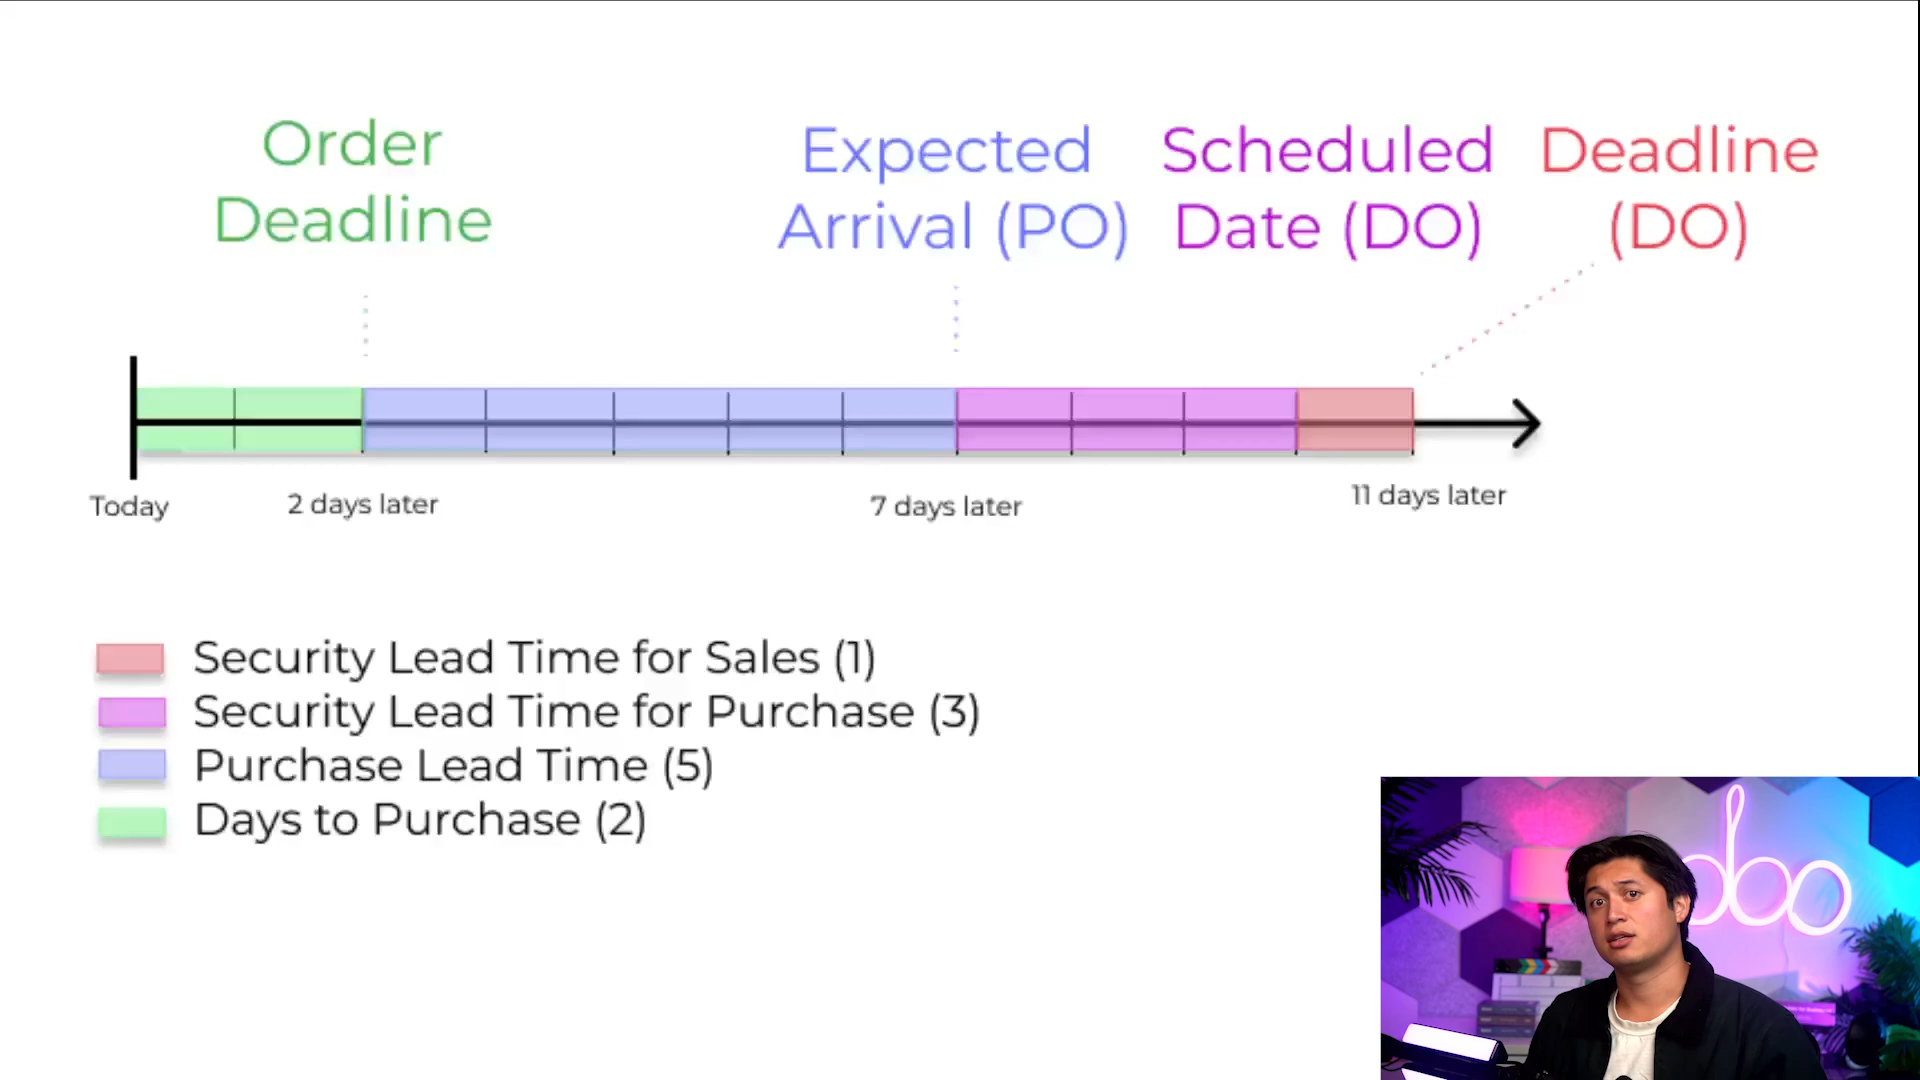 Order
Deadline
Expected
Arrival (PO)
Scheduled
Date (DO)
Deadline
(DO)
Today
2 days later
7 days later
11 days later
Security Lead Time for Sales (1)
Security Lead Time for Purchase (3)
Purchase Lead Time (5)
Days to Purchase (2)